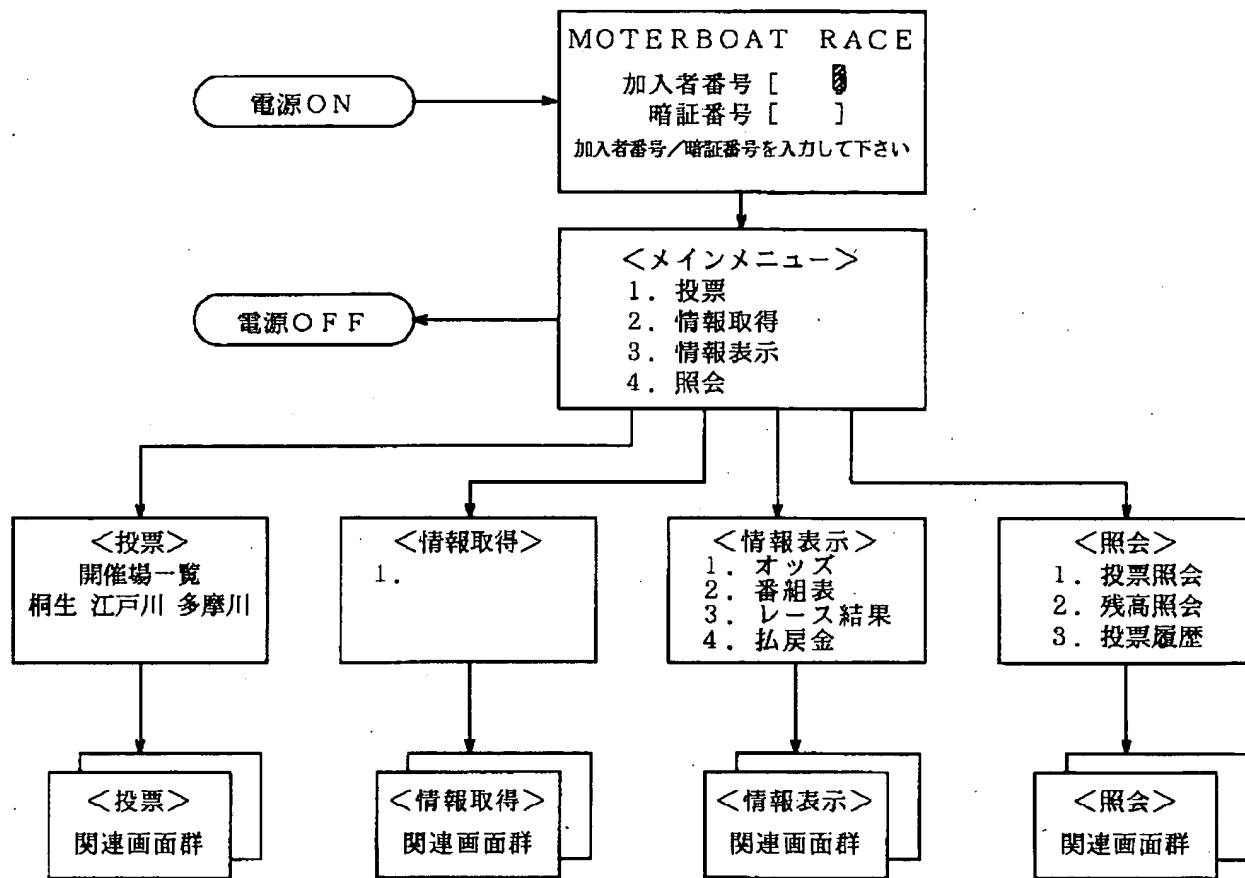 MOTERBOAT RACE
加入者番号 [
暗証番号 [ ]
加入者番号／暗証番号を入力して下さい
電源ON
＜メインメニュー＞
1. 投票
2. 情報取得
3. 情報表示
4. 照会
電源OFF
＜投票＞
開催場一覧
桐生 江戸川 多摩川
＜情報取得＞
1.
＜情報表示＞
1. オッズ
2. 番組表
3. レース結果
4. 払戻金
＜照会＞
1. 投票照会
2. 残高照会
3. 投票履歴
＜投票＞
関連画面群
＜情報取得＞
関連画面群
＜情報表示＞
関連画面群
＜照会＞
関連画面群